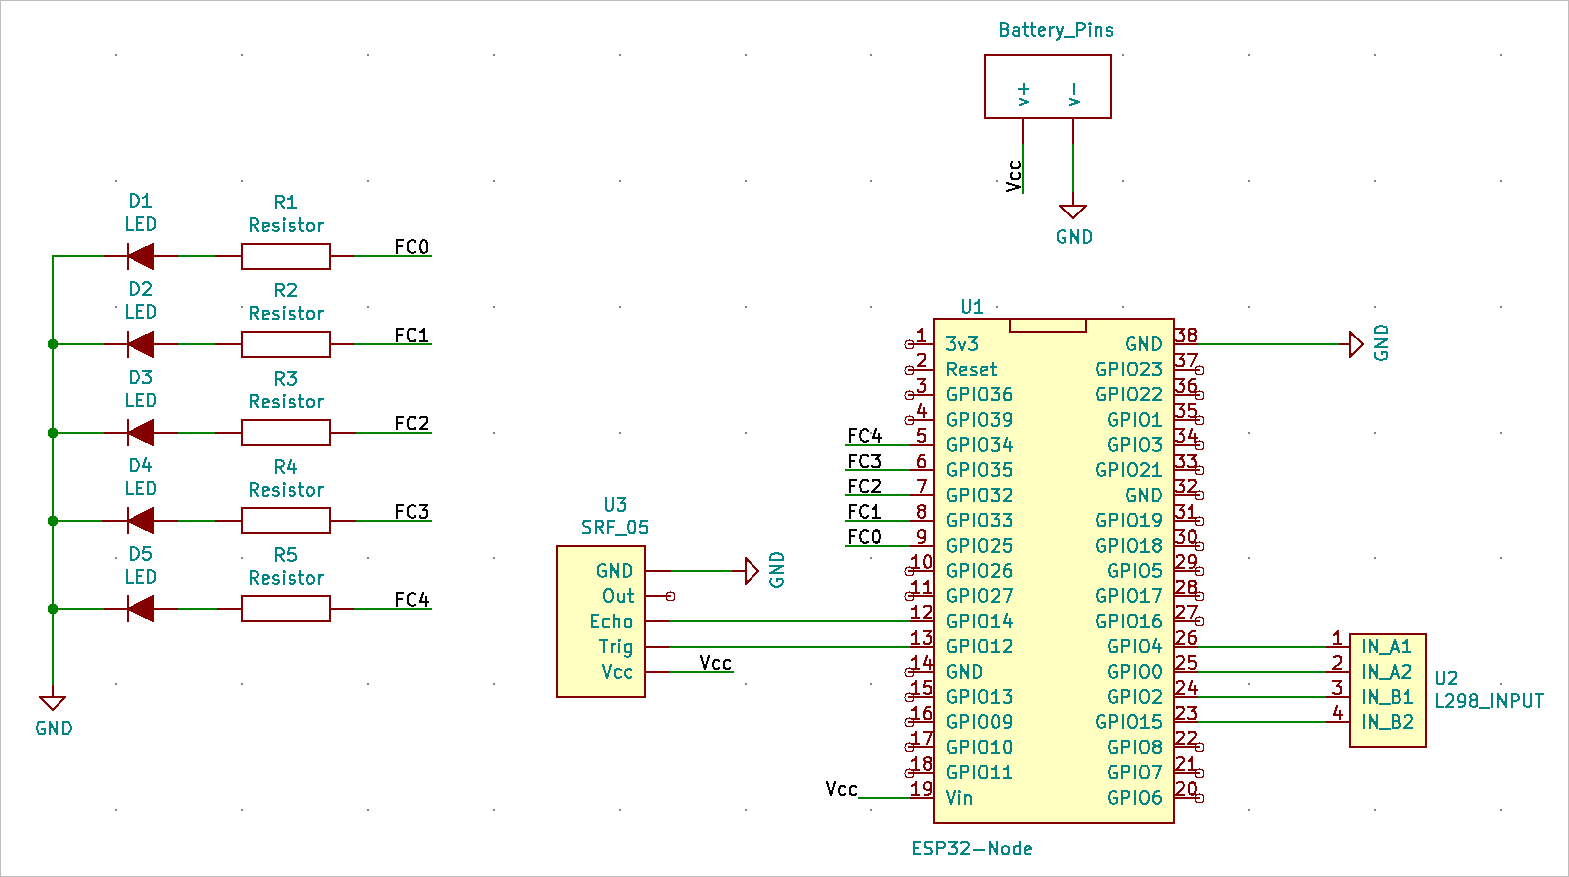 Battery_Pins
v+
v-
Vcc
GND
D1
LED
R1
Resistor
FC0
D2
LED
R2
Resistor
FC1
D3
LED
R3
Resistor
FC2
D4
LED
R4
Resistor
FC3
D5
LED
R5
Resistor
FC4
GND
U3
SRF_05
GND
Out
Echo
Trig
Vcc
GND
Vcc
U1
FC4
FC3
FC2
FC1
FC0
Vcc
1 3v3
2 Reset
3 GPIO36
4 GPIO39
5 GPIO34
6 GPIO35
7 GPIO32
8 GPIO33
9 GPIO25
10 GPIO26
11 GPIO27
12 GPIO14
13 GPIO12
14 GND
15 GPIO13
16 GPIO09
17 GPIO10
18 GPIO11
19 Vin
GND 38
GPIO23 37
GPIO22 36
GPIO1 35
GPIO3 34
GPIO21 33
GND 32
GPIO19 31
GPIO18 30
GPIO5 29
GPIO17 28
GPIO16 27
GPIO4 26
GPIO0 25
GPIO2 24
GPIO15 23
GPIO8 22
GPIO7 21
GPIO6 20
ESP32-Node
GND
1 IN_A1
2 IN_A2
3 IN_B1
4 IN_B2
U2
L298_INPUT